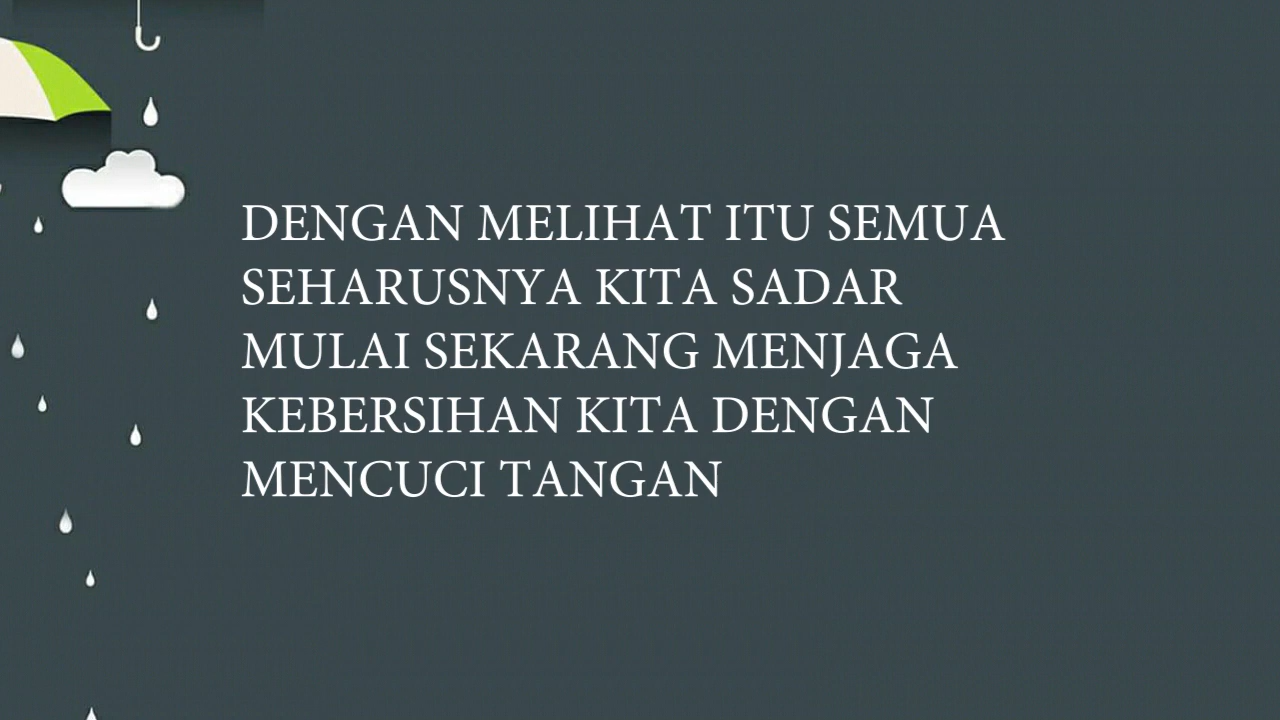 DENGAN MELIHAT ITU SEMUA
SEHARUSNYA KITA SADAR
MULAI SEKARANG MENJAGA
KEBERSIHAN KITA DENGAN
MENCUCI TANGAN